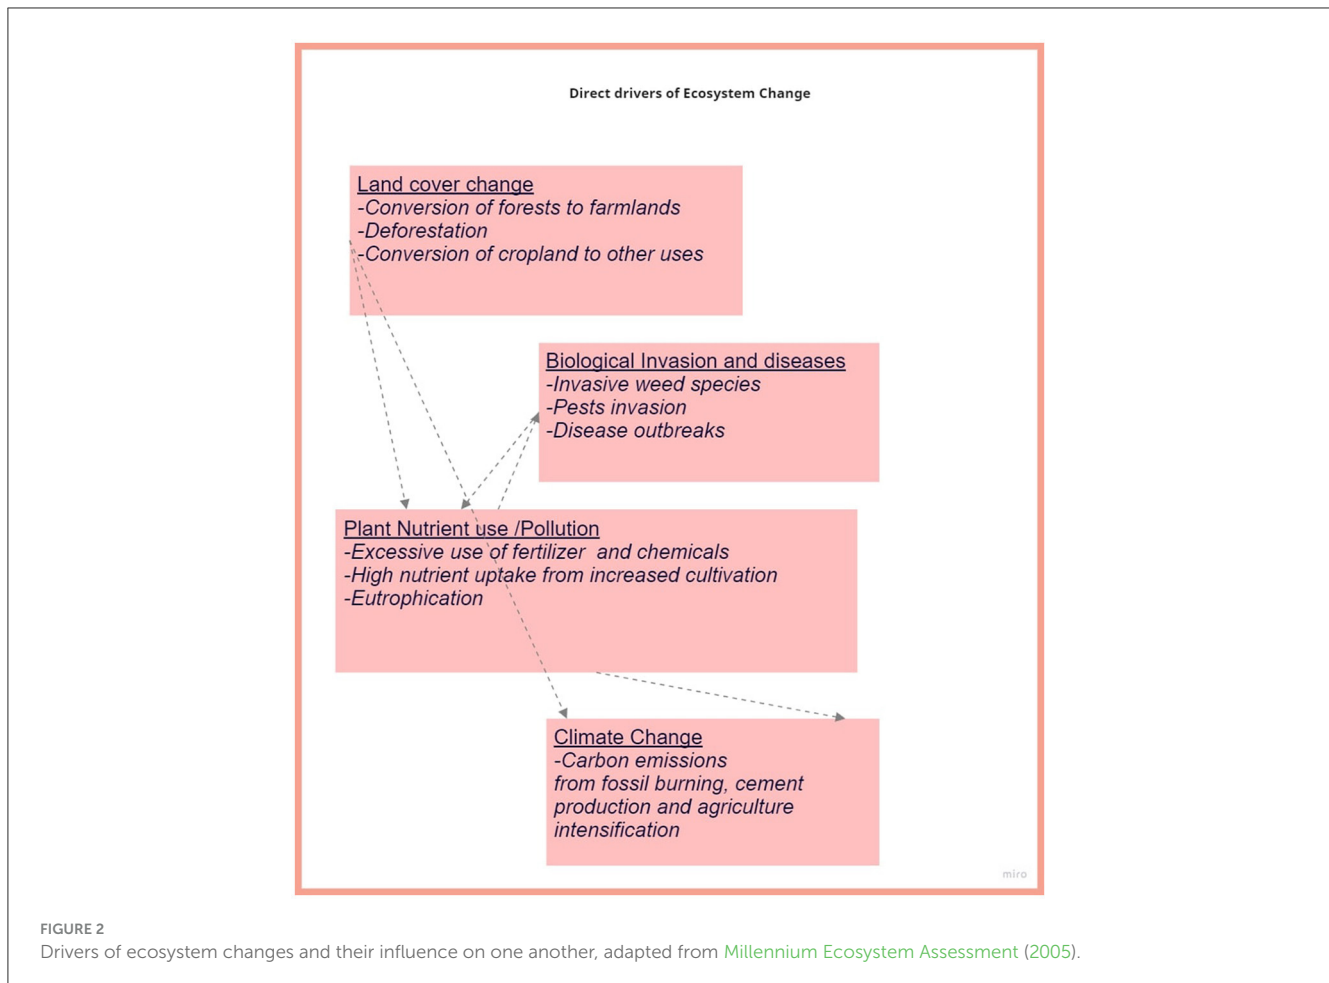 Direct drivers of Ecosystem Change
Land cover change
-Conversion of forests to farmlands
-Deforestation
-Conversion of cropland to other uses
Biological Invasion and diseases
-Invasive weed species
-Pests invasion
-Disease outbreaks
Plant Nutrient use /Pollution
-Excessive use of fertilizer  and chemicals
-High nutrient uptake from increased cultivation
-Eutrophication
Climate Change
-Carbon emissions
from fossil burning, cement
production and agriculture
intensification
miro
FIGURE 2
Drivers of ecosystem changes and their influence on one another, adapted from Millennium Ecosystem Assessment (2005).